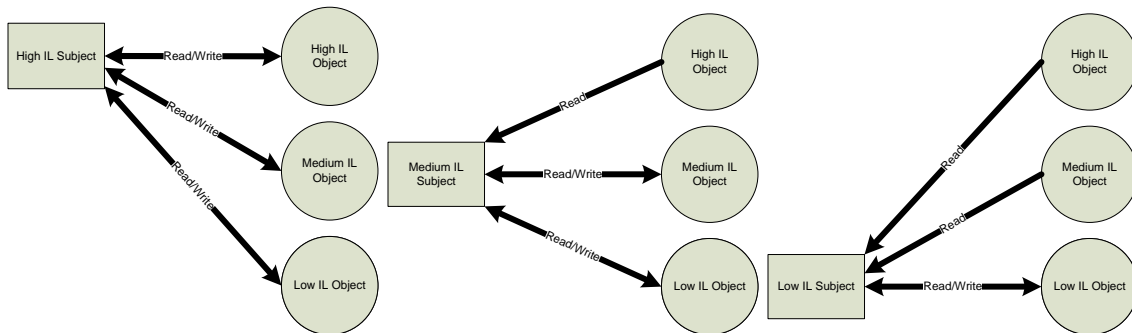 High IL Subject
Read/Write
Read/Write
Read/Write
High IL
Object
Medium IL
Object
Low IL Object
Medium IL
Subject
Read
Read/Write
Read/Write
High IL
Object
Medium IL
Object
Low IL Object
Low IL Subject
Read
Read
Read/Write
High IL
Object
Medium IL
Object
Low IL Object